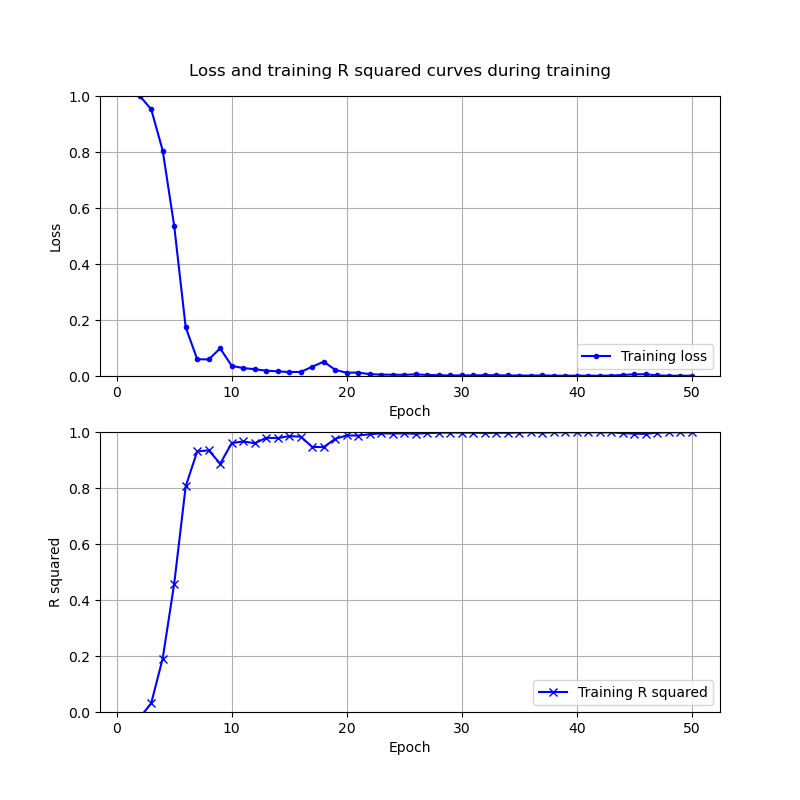 Loss and training R squared curves during training
1.0
0.8
0.6
0.4
0.2
0.0
Loss
Training loss
0 10 20 30 40 50
Epoch
1.0
0.8
0.6
0.4
0.2
0.0
R squared
Training R squared
0 10 20 30 40 50
Epoch